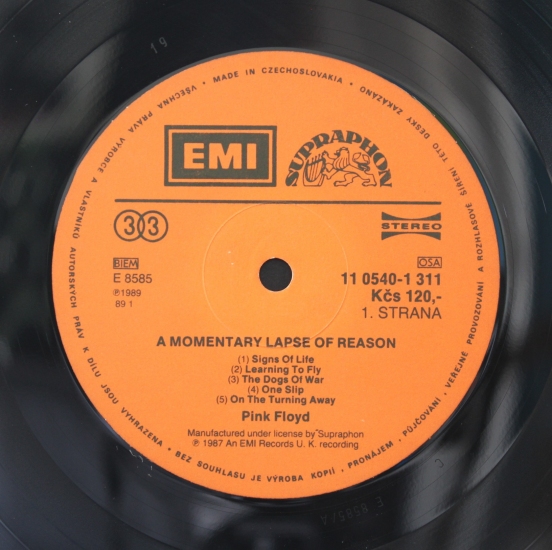 19
• MADE IN CZECHOSLOVAKIA •
VŠECHNA PRÁVA VÝROBCE A VLASTNÍKŮ AUTORSKÝCH PRÁV K DÍLU JSOU VYHRAZENA • BEZ SOUHLASU JE VÝROBA KOPIÍ, PRONÁJEM, PŮJČOVÁNÍ, VEŘEJNÉ PROVOZOVÁNÍ A ROZHLASOVÉ ŠÍŘENÍ TÉTO DESKY ZAKÁZÁNO
EMI
SUPRAPHON
33
STEREO
BIEM
OSA
E 8585
11 0540-1 311
℗1989
Kčs 120,-
89 1
1. STRANA
A MOMENTARY LAPSE OF REASON
(1) Signs Of Life
(2) Learning To Fly
(3) The Dogs Of War
(4) One Slip
(5) On The Turning Away
Pink Floyd
Manufactured under license by Supraphon
℗ 1987 An EMI Records U. K. recording
E 8585/A